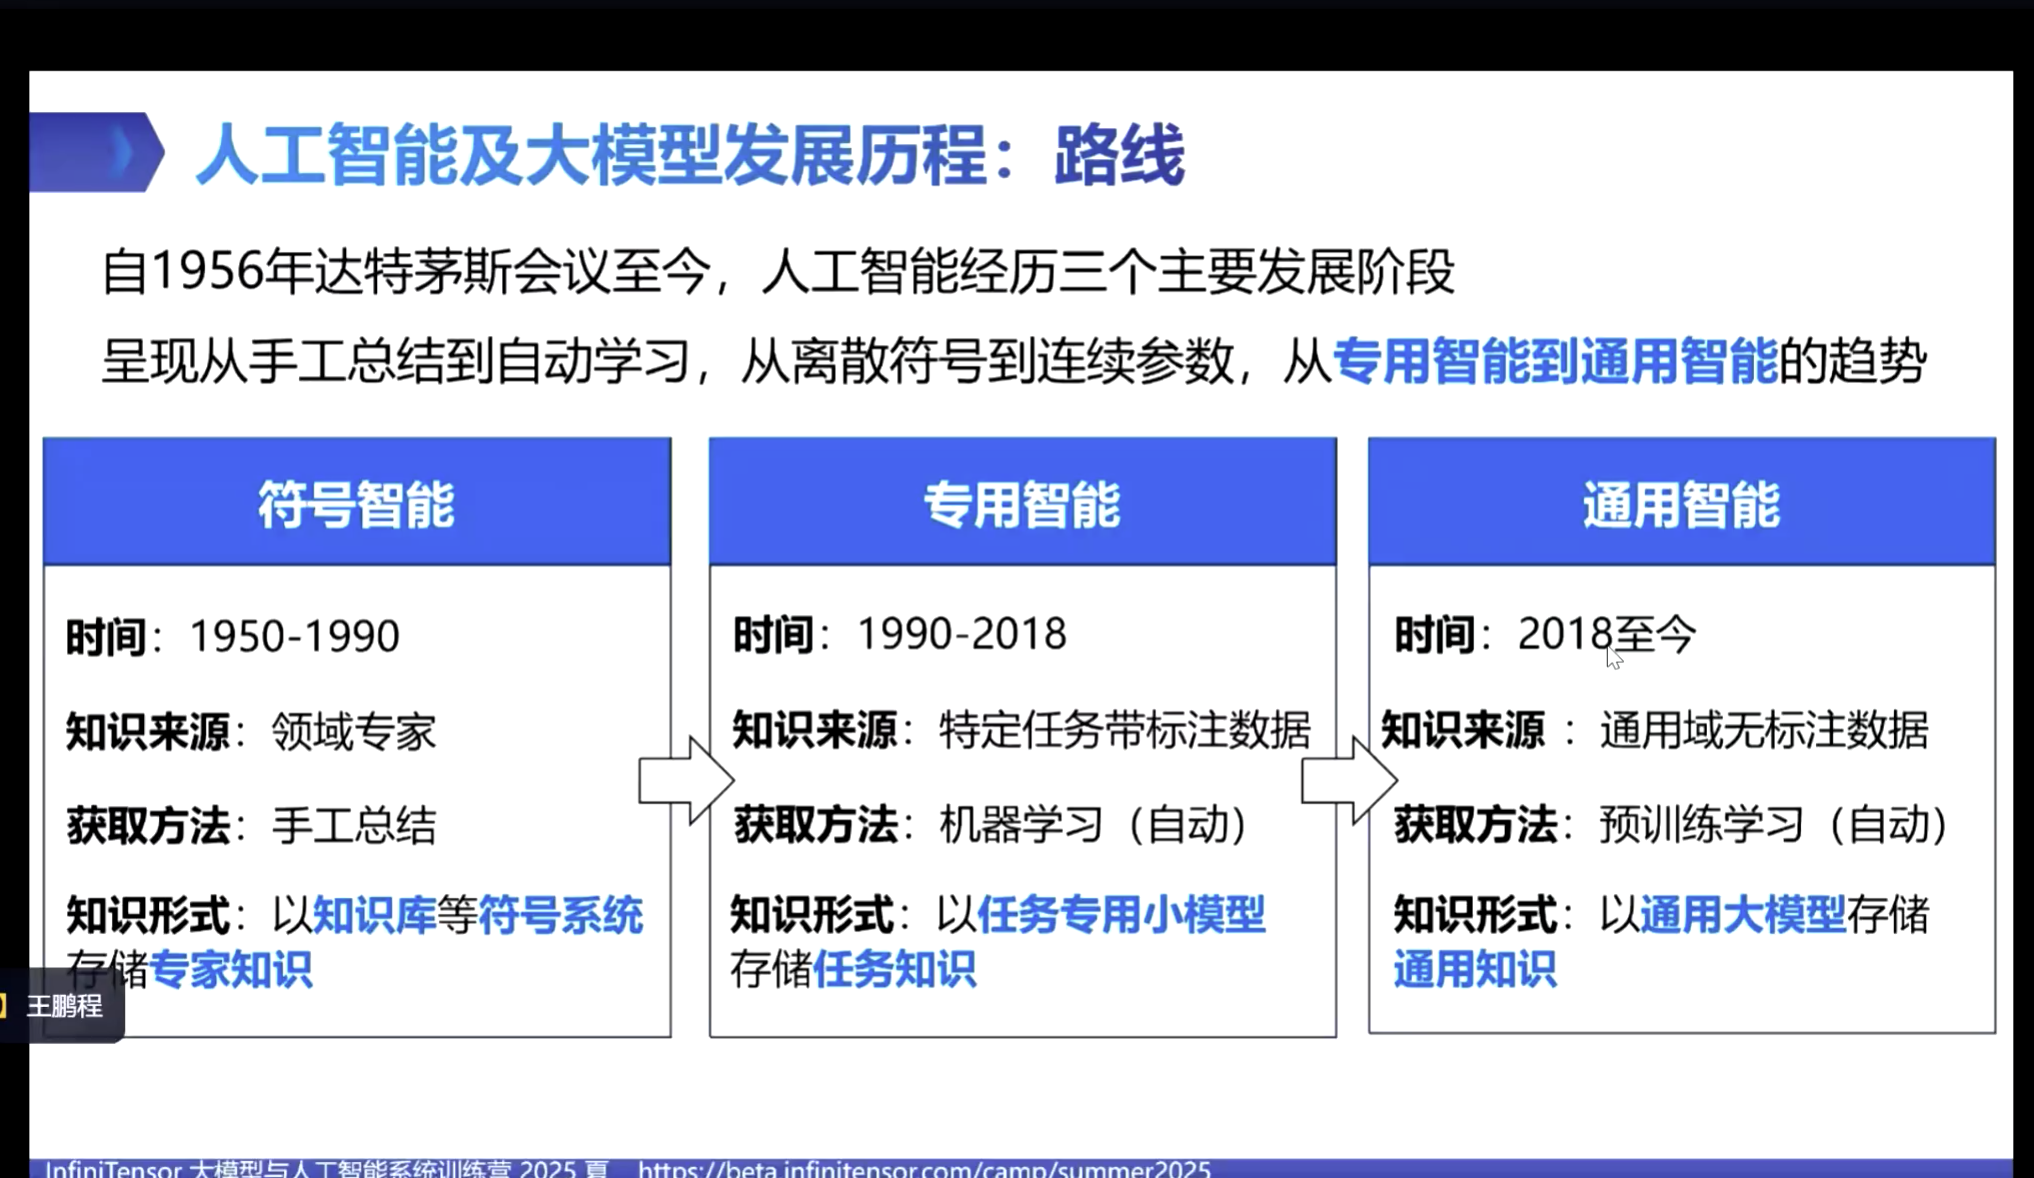 人工智能及大模型发展历程：路线
自1956年达特茅斯会议至今，人工智能经历三个主要发展阶段
呈现从手工总结到自动学习，从离散符号到连续参数，从专用智能到通用智能的趋势
符号智能
时间：1950-1990
知识来源：领域专家
获取方法：手工总结
知识形式：以知识库等符号系统
存储专家知识
专用智能
时间：1990-2018
知识来源：特定任务带标注数据
获取方法：机器学习（自动）
知识形式：以任务专用小模型
存储任务知识
通用智能
时间：2018至今
知识来源 ：通用域无标注数据
获取方法：预训练学习（自动）
知识形式：以通用大模型存储
通用知识
王鹏程
InfiniTensor 大模型与人工智能系统训练营 2025 夏 https://beta.infinitensor.com/camp/summer2025